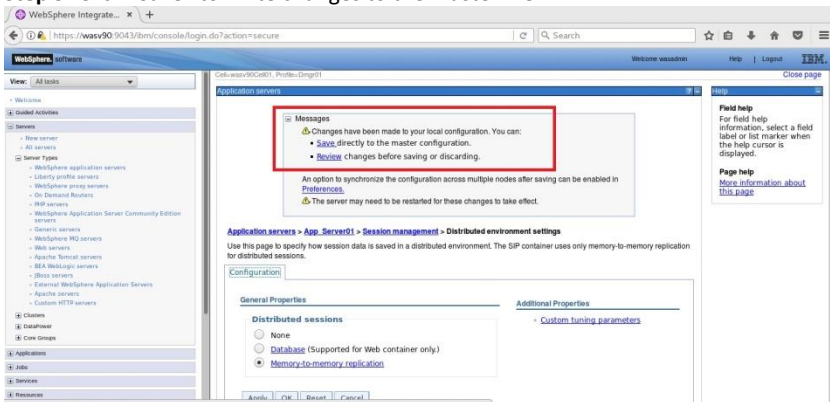 WebSphere Integrate... × +
https://wasv90:9043/ibm/console/login.do?action=secure
Search
WebSphere. software
Welcome wasadmin
Help | Logout
IBM.
View: All tasks
Cell=wasv90Cell01, Profile=Dmgr01
Close page
Welcome
Guided Activities
Servers
New server
All servers
Server Types
WebSphere application servers
Liberty profile servers
WebSphere proxy servers
On Demand Routers
PHP servers
WebSphere Application Server Community Edition
servers
Generic servers
WebSphere MQ servers
Web servers
Apache Tomcat servers
BEA WebLogic servers
JBoss servers
External WebSphere Application Servers
Apache servers
Custom HTTP servers
Clusters
DataPower
Core Groups
Applications
Jobs
Services
Resources
Application servers
Messages
Changes have been made to your local configuration. You can:
Save directly to the master configuration.
Review changes before saving or discarding.
An option to synchronize the configuration across multiple nodes after saving can be enabled in
Preferences.
The server may need to be restarted for these changes to take effect.
Application servers > App_Server01 > Session management > Distributed environment settings
Use this page to specify how session data is saved in a distributed environment. The SIP container uses only memory-to-memory replication
for distributed sessions.
Configuration
General Properties
Distributed sessions
None
Database (Supported for Web container only.)
Memory-to-memory replication
Apply OK Reset Cancel
Additional Properties
Custom tuning parameters
Help
Field help
For field help
information, select a field
label or list marker when
the help cursor is
displayed.
Page help
More information about
this page